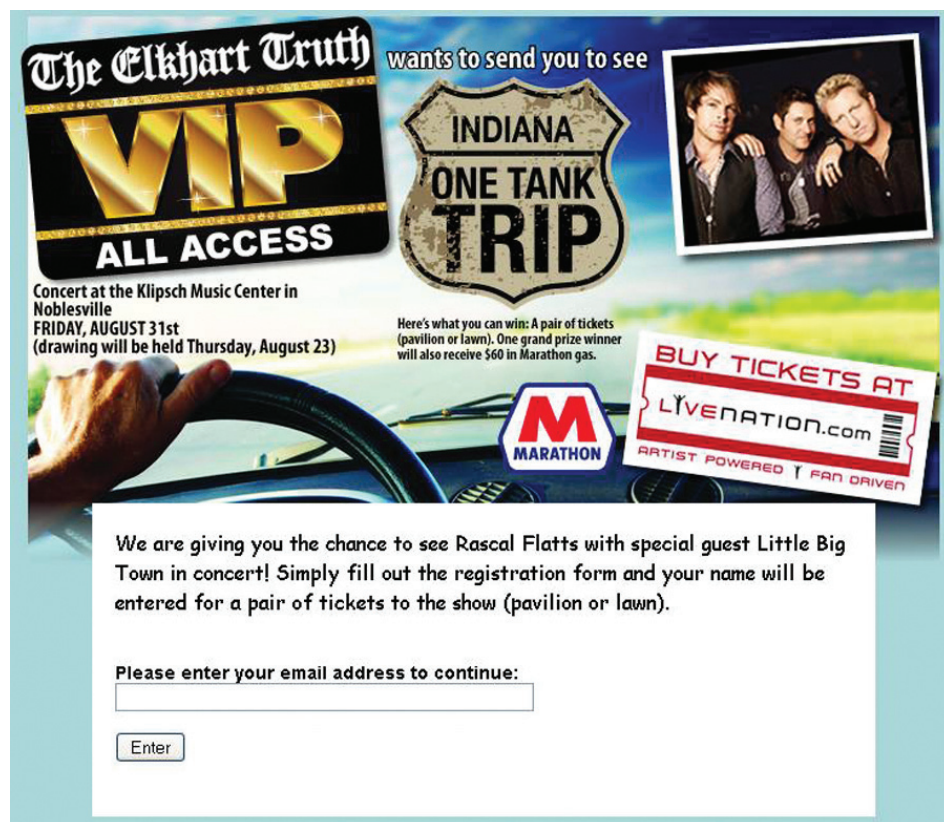 The Elkhart Truth
VIP
ALL ACCESS
wants to send you to see
INDIANA
ONE TANK
TRIP
Concert at the Klipsch Music Center in
Noblesville
FRIDAY, AUGUST 31st
(drawing will be held Thursday, August 23)
Here's what you can win: A pair of tickets
(pavilion or lawn). One grand prize winner
will also receive $60 in Marathon gas.
M
MARATHON
BUY TICKETS AT
LIVENATION.com
ARTIST POWERED FAN DRIVEN
We are giving you the chance to see Rascal Flatts with special guest Little Big
Town in concert! Simply fill out the registration form and your name will be
entered for a pair of tickets to the show (pavilion or lawn).
Please enter your email address to continue:
Enter